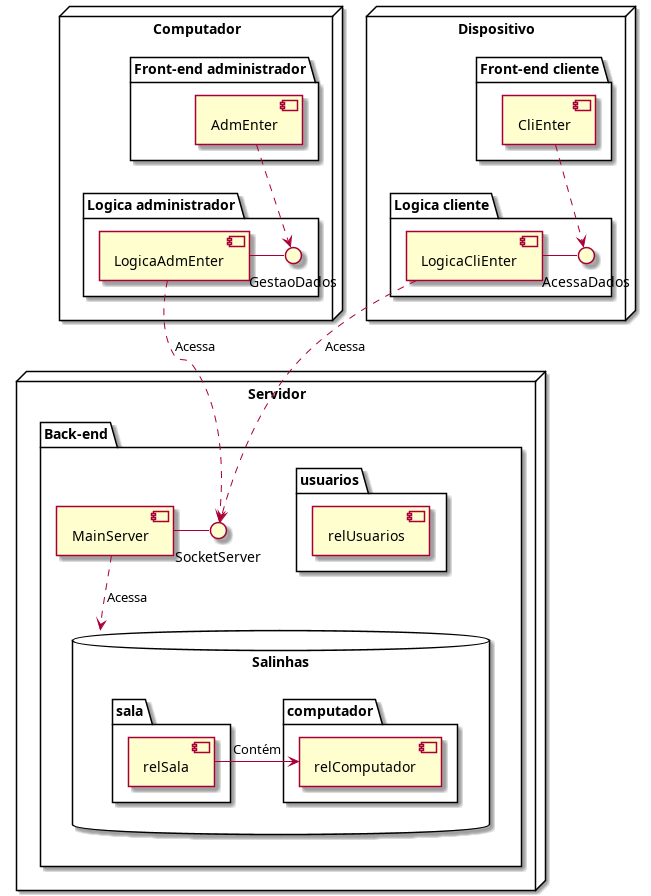 Computador
Dispositivo
Front-end administrador
AdmEnter
Front-end cliente
CliEnter
Logica administrador
LogicaAdmEnter
GestaoDados
Logica cliente
LogicaCliEnter
AcessaDados
Acessa
Acessa
Servidor
Back-end
usuarios
relUsuarios
MainServer
SocketServer
Acessa
Salinhas
sala
computador
relSala
Contém
relComputador